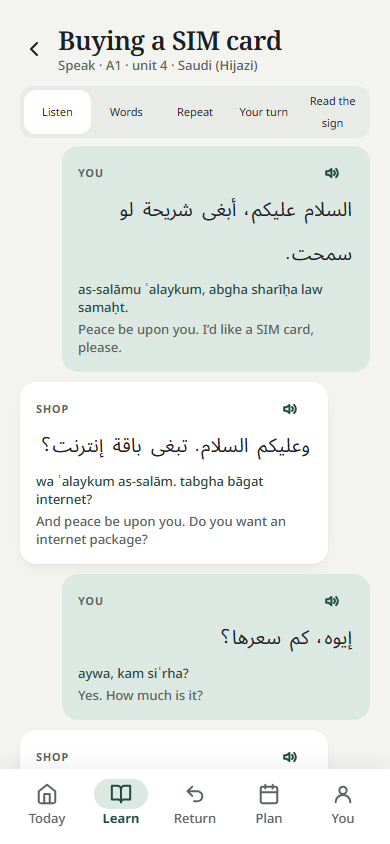 Buying a SIM card
Speak · A1 · unit 4 · Saudi (Hijazi)
Listen
Words
Repeat
Your turn
Read the
sign
YOU
السلام عليكم، أبغى شريحة لو
سمحت.
as-salāmu ʿalaykum, abgha sharīḥa law
samaḥt.
Peace be upon you. I’d like a SIM card,
please.
SHOP
وعليكم السلام. تبغى باقة إنترنت؟
wa ʿalaykum as-salām. tabgha bāgat
internet?
And peace be upon you. Do you want an
internet package?
YOU
إيوه، كم سعرها؟
aywa, kam siʿrha?
Yes. How much is it?
SHOP
Today
Learn
Return
Plan
You